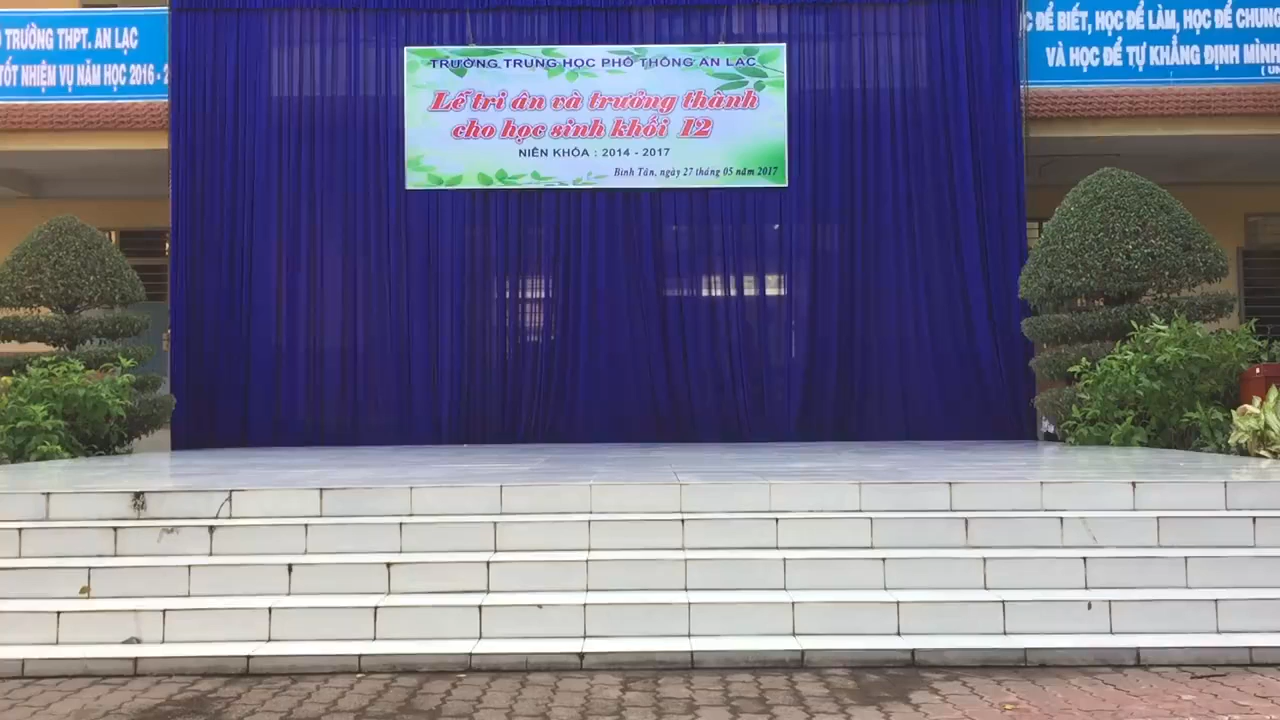 TRƯỜNG THPT. AN LẠC
TỐT NHIỆM VỤ NĂM HỌC 2016 -
TRƯỜNG TRUNG HỌC PHỔ THÔNG AN LẠC
Lễ tri ân và trưởng thành
cho học sinh khối 12
NIÊN KHÓA : 2014 - 2017
Bình Tân, ngày 27 tháng 05 năm 2017
ĐỂ BIẾT, HỌC ĐỂ LÀM, HỌC ĐỂ CHUNG
VÀ HỌC ĐỂ TỰ KHẲNG ĐỊNH MÌNH